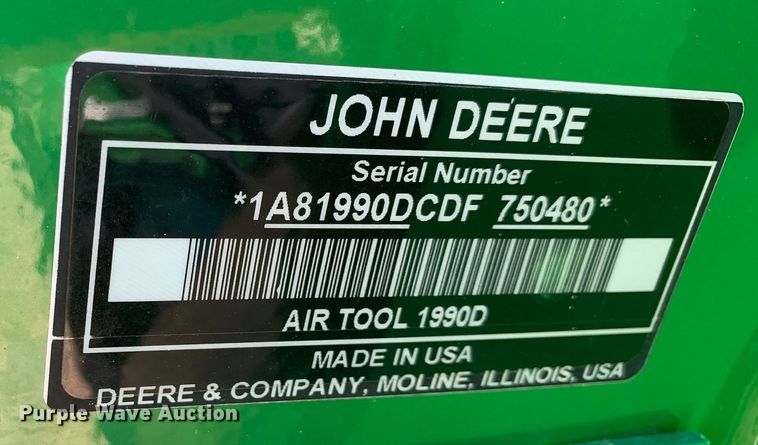 JOHN DEERE
Serial Number
*1A81990DCDF 750480*
AIR TOOL 1990D
MADE IN USA
DEERE & COMPANY, MOLINE, ILLINOIS, USA
Purple Wave Auction